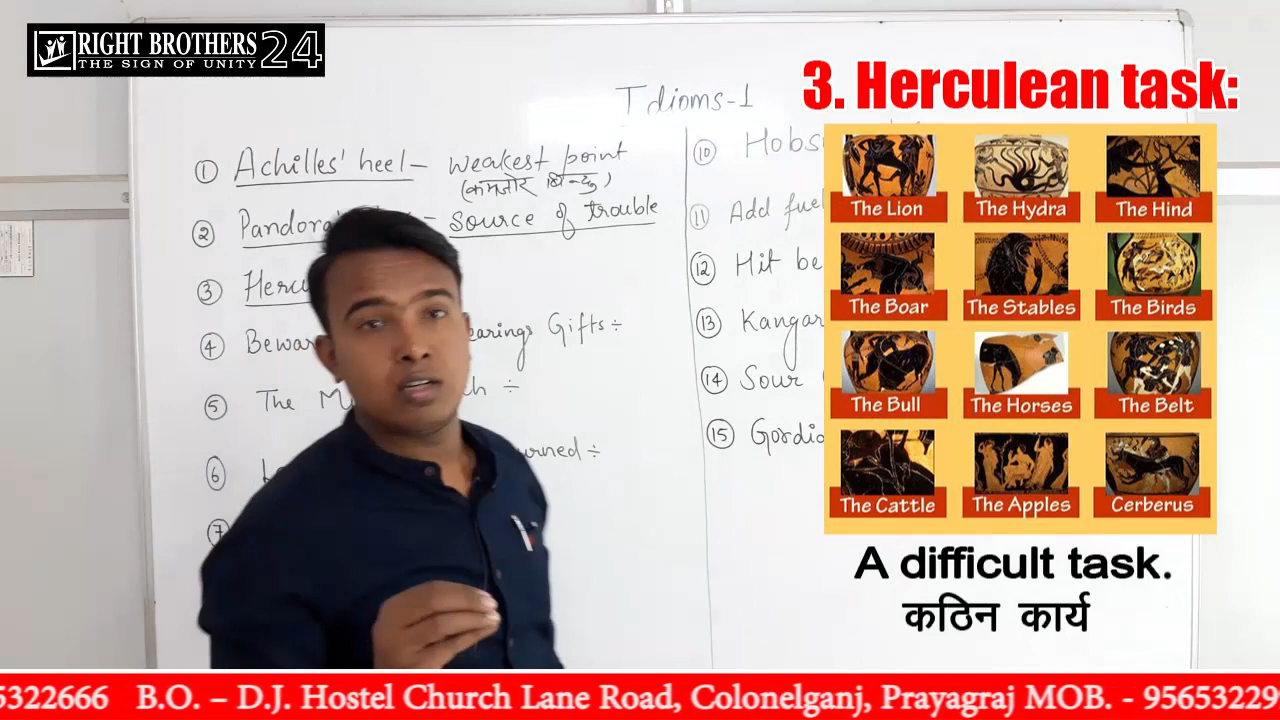 RIGHT BROTHERS 24
THE SIGN OF UNITY
Idioms-1
① Achilles' heel – weakest point
(कमजोर बिन्दु)
② Pandora – source of trouble
③ Hercu
④ Bewar earings Gifts ÷
⑤ The M ch ÷
⑥ L urned ÷
⑦
⑩ Hobs
⑪ Add fuel
⑫ Hit be
⑬ Kangar
⑭ Sour
⑮ Gordio
3. Herculean task:
The Lion
The Hydra
The Hind
The Boar
The Stables
The Birds
The Bull
The Horses
The Belt
The Cattle
The Apples
Cerberus
A difficult task.
कठिन कार्य
5322666 B.O. – D.J. Hostel Church Lane Road, Colonelganj, Prayagraj MOB. - 95653229